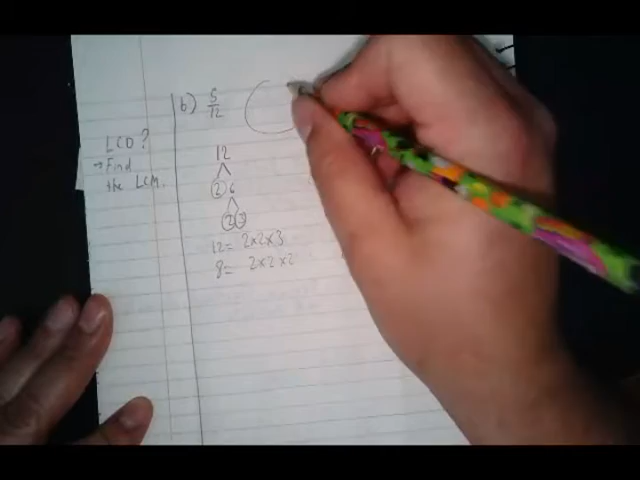 b) 5/12
LCD?
→ Find
the LCM.
12
2 6
2 3
12= 2×2×3
8= 2×2×2